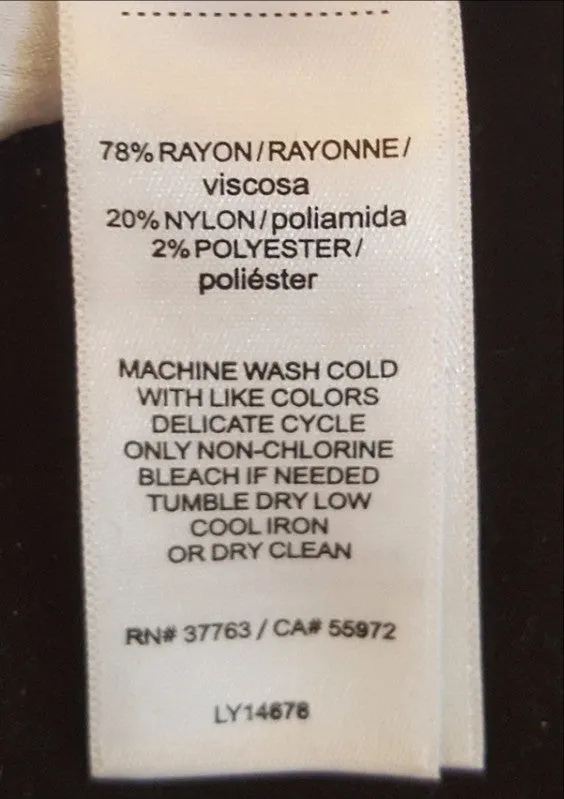 78% RAYON/RAYONNE/
viscosa
20% NYLON/poliamida
2% POLYESTER/
poliéster
MACHINE WASH COLD
WITH LIKE COLORS
DELICATE CYCLE
ONLY NON-CHLORINE
BLEACH IF NEEDED
TUMBLE DRY LOW
COOL IRON
OR DRY CLEAN
RN# 37763 / CA# 55972
LY14678